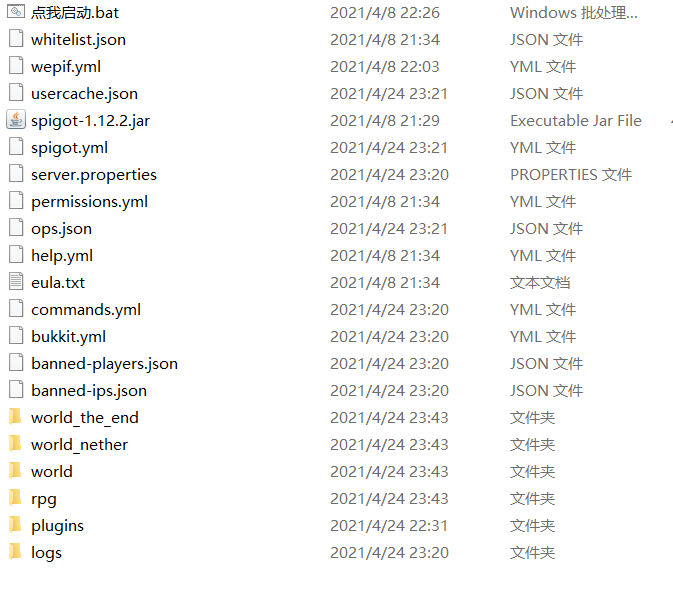 点我启动.bat 2021/4/8 22:26 Windows 批处理...
whitelist.json 2021/4/8 21:34 JSON 文件
wepif.yml 2021/4/8 22:03 YML 文件
usercache.json 2021/4/24 23:21 JSON 文件
spigot-1.12.2.jar 2021/4/8 21:29 Executable Jar File
spigot.yml 2021/4/24 23:21 YML 文件
server.properties 2021/4/24 23:20 PROPERTIES 文件
permissions.yml 2021/4/8 21:34 YML 文件
ops.json 2021/4/24 23:21 JSON 文件
help.yml 2021/4/8 21:34 YML 文件
eula.txt 2021/4/8 21:34 文本文档
commands.yml 2021/4/24 23:20 YML 文件
bukkit.yml 2021/4/24 23:20 YML 文件
banned-players.json 2021/4/24 23:20 JSON 文件
banned-ips.json 2021/4/24 23:20 JSON 文件
world_the_end 2021/4/24 23:43 文件夹
world_nether 2021/4/24 23:43 文件夹
world 2021/4/24 23:43 文件夹
rpg 2021/4/24 23:43 文件夹
plugins 2021/4/24 22:31 文件夹
logs 2021/4/24 23:20 文件夹